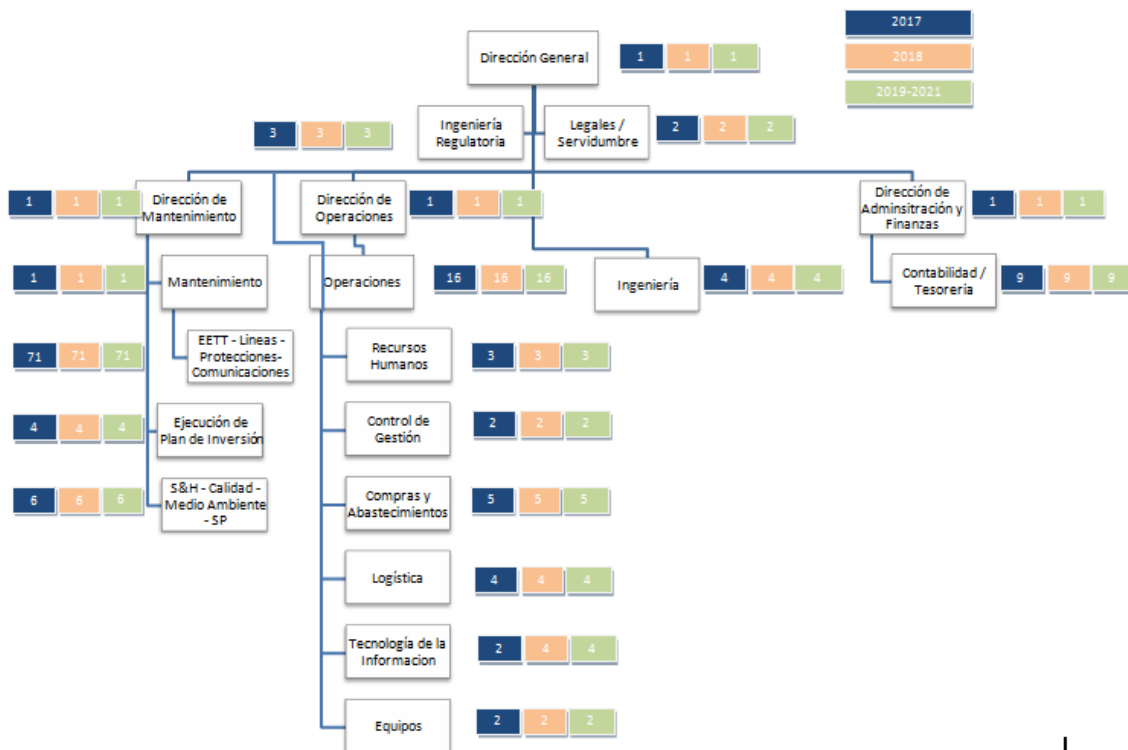 2017
2018
2019-2021
Dirección General
1 1 1
3 3 3
Ingeniería
Regulatoria
Legales /
Servidumbre
2 2 2
1 1 1
Dirección de
Mantenimiento
Dirección de
Operaciones
1 1 1
Dirección de
Adminsitración y
Finanzas
1 1 1
1 1 1
Mantenimiento
Operaciones
16 16 16
Ingeniería
4 4 4
Contabilidad /
Tesoreria
9 9 9
71 71 71
EETT - Lineas -
Protecciones-
Comunicaciones
Recursos
Humanos
3 3 3
4 4 4
Ejecución de
Plan de Inversión
Control de
Gestión
2 2 2
6 6 6
S&H - Calidad -
Medio Ambiente
- SP
Compras y
Abastecimientos
5 5 5
Logística
4 4 4
Tecnología de la
Informacion
2 4 4
Equipos
2 2 2